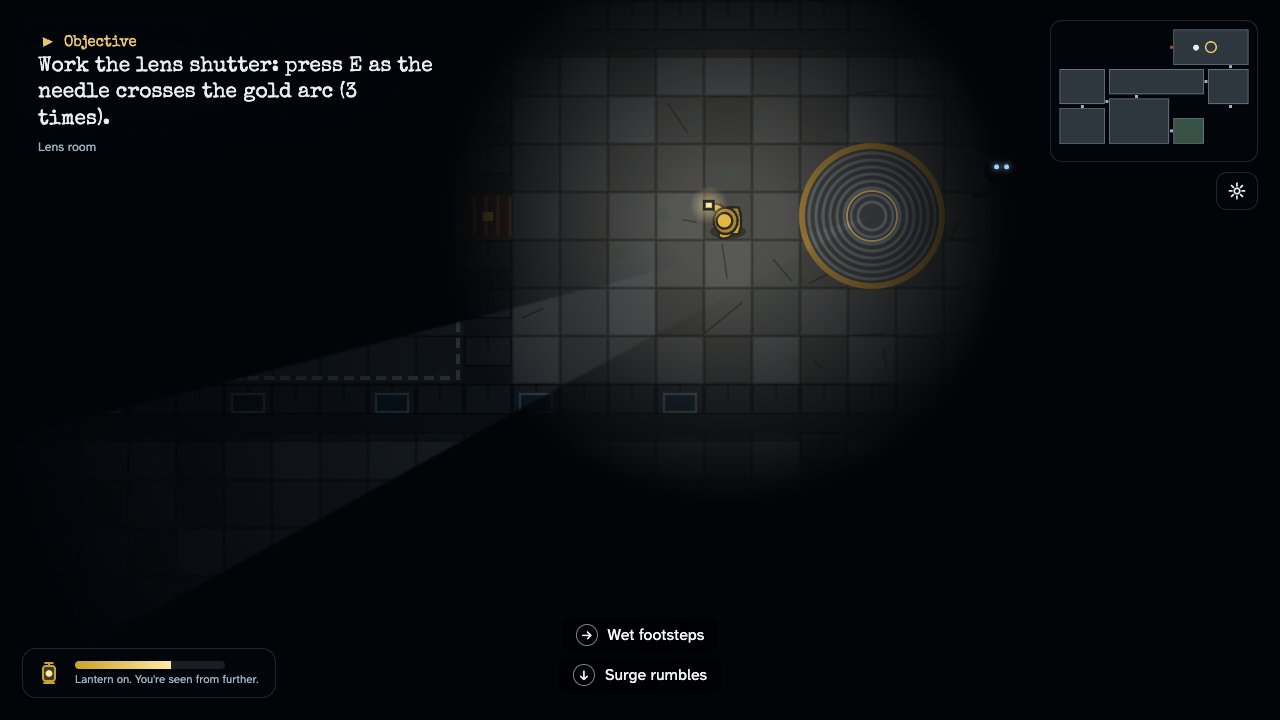 ► Objective
Work the lens shutter: press E as the
needle crosses the gold arc (3
times).
Lens room
Lantern on. You're seen from further.
→ Wet footsteps
↓ Surge rumbles